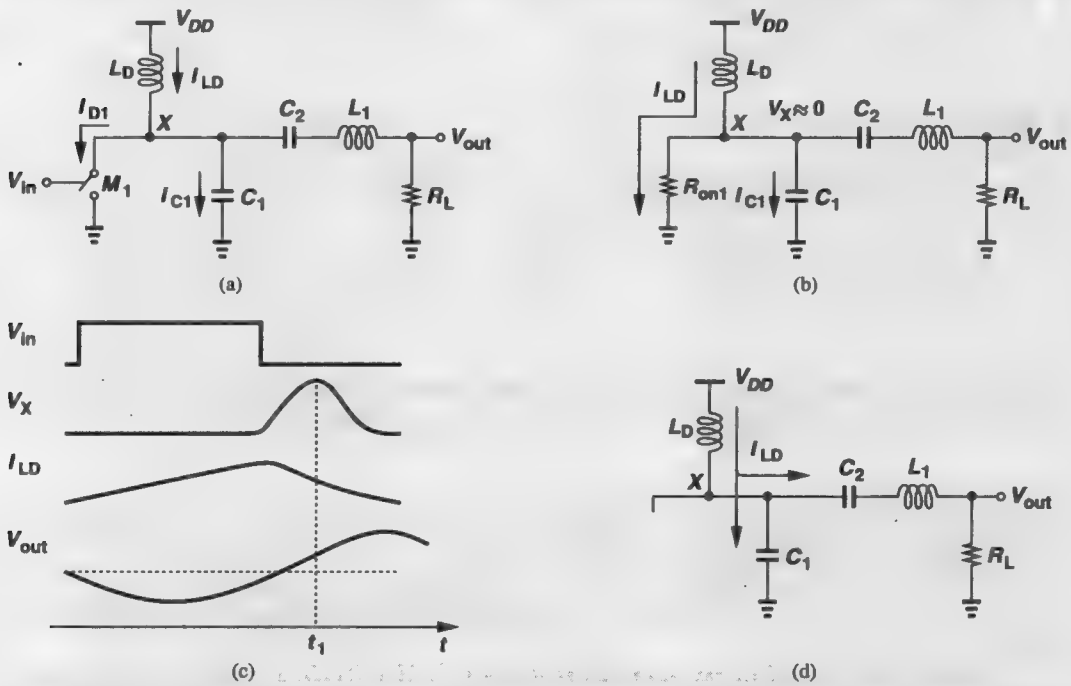 V_DD
L_D
I_LD
I_D1
X
C_2
L_1
V_out
V_in
M_1
I_C1
C_1
R_L
(a)
V_DD
L_D
I_LD
X
V_X ≈ 0
C_2
L_1
V_out
R_on1
I_C1
C_1
R_L
(b)
V_in
V_X
I_LD
V_out
t_1
t
(c)
V_DD
L_D
I_LD
X
C_2
L_1
V_out
C_1
R_L
(d)